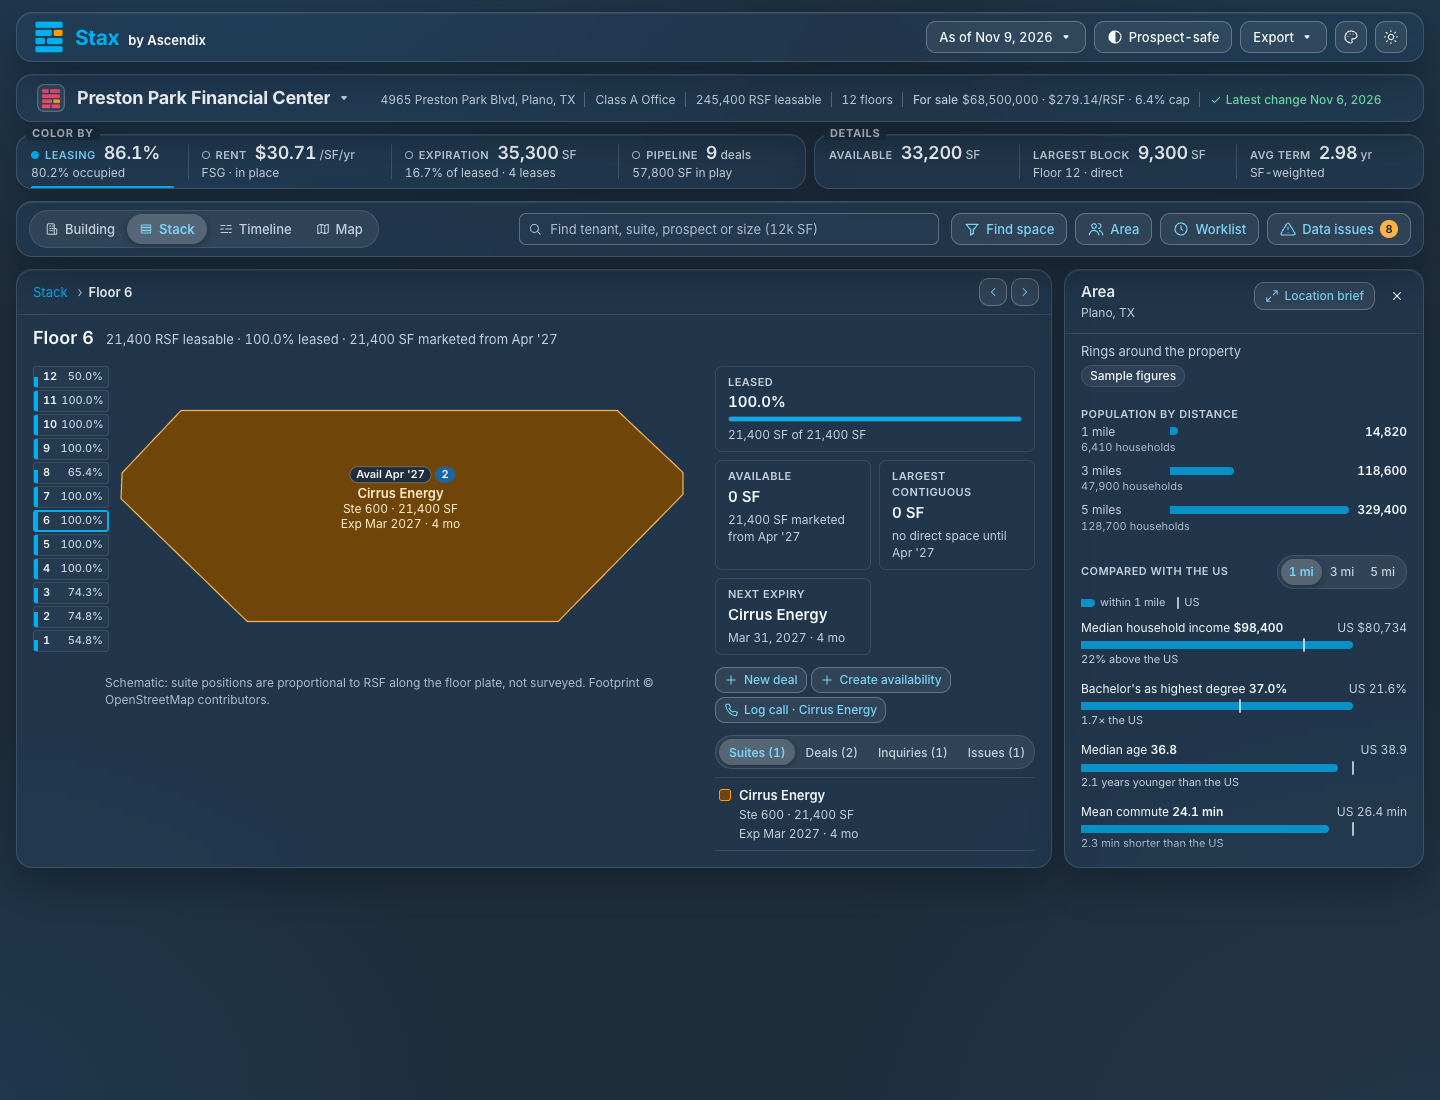 Stax by Ascendix
As of Nov 9, 2026
Prospect-safe
Export
Preston Park Financial Center
4965 Preston Park Blvd, Plano, TX
Class A Office
245,400 RSF leasable
12 floors
For sale $68,500,000 · $279.14/RSF · 6.4% cap
Latest change Nov 6, 2026
COLOR BY
LEASING 86.1%
80.2% occupied
RENT $30.71 /SF/yr
FSG · in place
EXPIRATION 35,300 SF
16.7% of leased · 4 leases
PIPELINE 9 deals
57,800 SF in play
DETAILS
AVAILABLE 33,200 SF
LARGEST BLOCK 9,300 SF
Floor 12 · direct
AVG TERM 2.98 yr
SF-weighted
Building
Stack
Timeline
Map
Find tenant, suite, prospect or size (12k SF)
Find space
Area
Worklist
Data issues 8
Stack › Floor 6
Floor 6 21,400 RSF leasable · 100.0% leased · 21,400 SF marketed from Apr '27
12 50.0%
11 100.0%
10 100.0%
9 100.0%
8 65.4%
7 100.0%
6 100.0%
5 100.0%
4 100.0%
3 74.3%
2 74.8%
1 54.8%
Avail Apr '27 2
Cirrus Energy
Ste 600 · 21,400 SF
Exp Mar 2027 · 4 mo
Schematic: suite positions are proportional to RSF along the floor plate, not surveyed. Footprint ©
OpenStreetMap contributors.
LEASED
100.0%
21,400 SF of 21,400 SF
AVAILABLE
0 SF
21,400 SF marketed
from Apr '27
LARGEST
CONTIGUOUS
0 SF
no direct space until
Apr '27
NEXT EXPIRY
Cirrus Energy
Mar 31, 2027 · 4 mo
New deal
Create availability
Log call · Cirrus Energy
Suites (1)
Deals (2)
Inquiries (1)
Issues (1)
Cirrus Energy
Ste 600 · 21,400 SF
Exp Mar 2027 · 4 mo
Area
Plano, TX
Location brief
Rings around the property
Sample figures
POPULATION BY DISTANCE
1 mile 14,820
6,410 households
3 miles 118,600
47,900 households
5 miles 329,400
128,700 households
COMPARED WITH THE US
1 mi
3 mi
5 mi
within 1 mile
US
Median household income $98,400 US $80,734
22% above the US
Bachelor's as highest degree 37.0% US 21.6%
1.7× the US
Median age 36.8 US 38.9
2.1 years younger than the US
Mean commute 24.1 min US 26.4 min
2.3 min shorter than the US